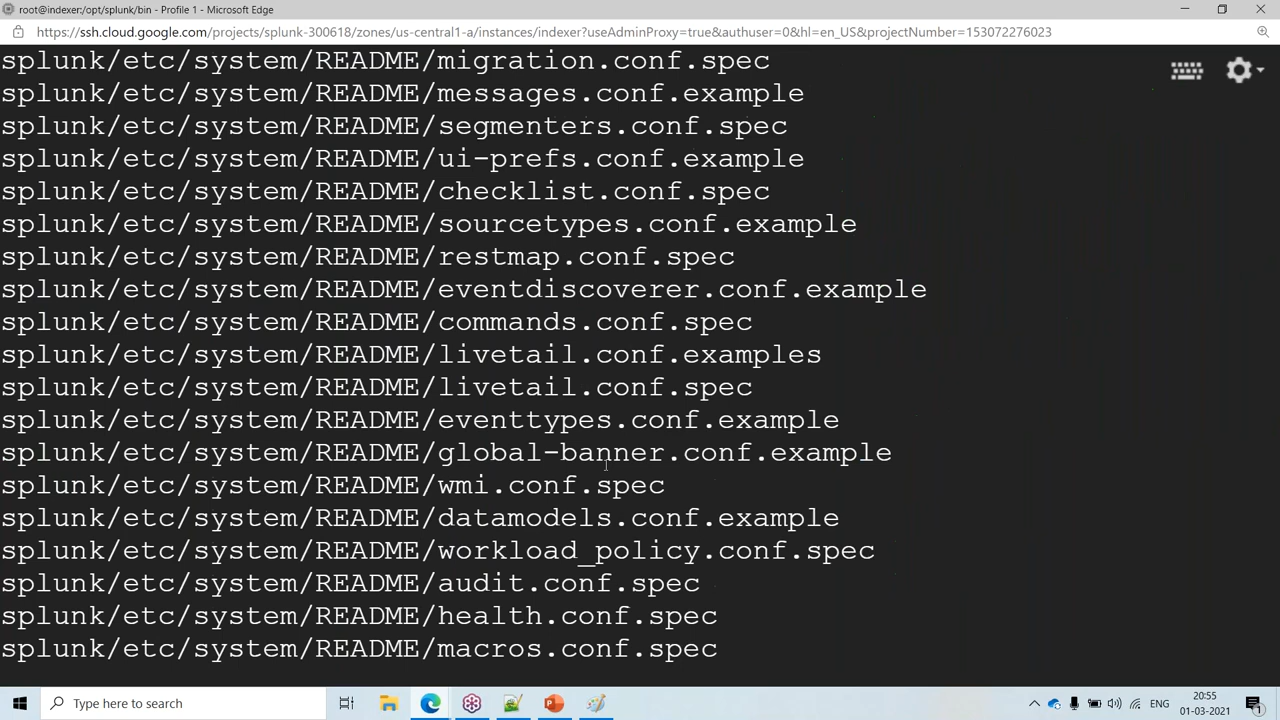 root@indexer:/opt/splunk/bin - Profile 1 - Microsoft Edge
https://ssh.cloud.google.com/projects/splunk-300618/zones/us-central1-a/instances/indexer?useAdminProxy=true&authuser=0&hl=en_US&projectNumber=153072276023
splunk/etc/system/README/migration.conf.spec
splunk/etc/system/README/messages.conf.example
splunk/etc/system/README/segmenters.conf.spec
splunk/etc/system/README/ui-prefs.conf.example
splunk/etc/system/README/checklist.conf.spec
splunk/etc/system/README/sourcetypes.conf.example
splunk/etc/system/README/restmap.conf.spec
splunk/etc/system/README/eventdiscoverer.conf.example
splunk/etc/system/README/commands.conf.spec
splunk/etc/system/README/livetail.conf.examples
splunk/etc/system/README/livetail.conf.spec
splunk/etc/system/README/eventtypes.conf.example
splunk/etc/system/README/global-banner.conf.example
splunk/etc/system/README/wmi.conf.spec
splunk/etc/system/README/datamodels.conf.example
splunk/etc/system/README/workload_policy.conf.spec
splunk/etc/system/README/audit.conf.spec
splunk/etc/system/README/health.conf.spec
splunk/etc/system/README/macros.conf.spec
Type here to search
ENG
20:55
01-03-2021
1